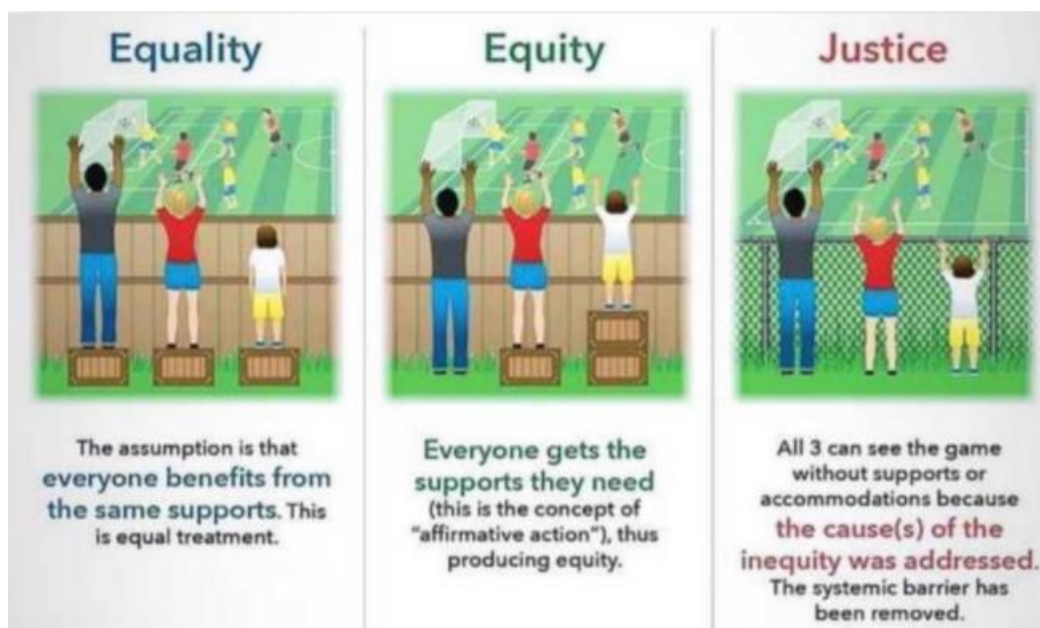 Equality
The assumption is that
everyone benefits from
the same supports. This
is equal treatment.
Equity
Everyone gets the
supports they need
(this is the concept of
"affirmative action"), thus
producing equity.
Justice
All 3 can see the game
without supports or
accommodations because
the cause(s) of the
inequity was addressed.
The systemic barrier has
been removed.